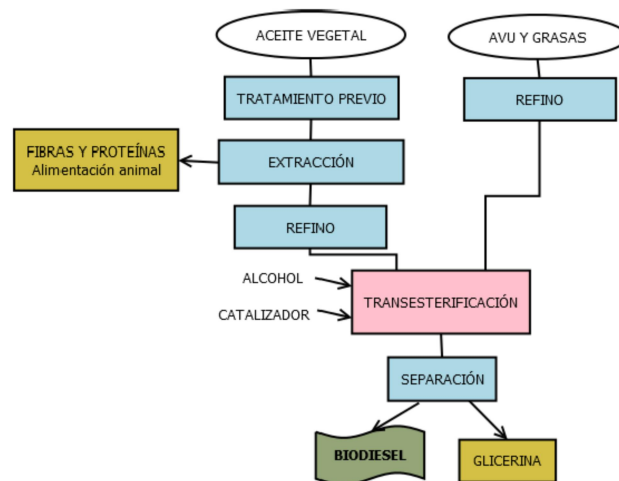 ACEITE VEGETAL
AVU Y GRASAS
TRATAMIENTO PREVIO
REFINO
FIBRAS Y PROTEÍNAS
Alimentación animal
EXTRACCIÓN
REFINO
ALCOHOL
CATALIZADOR
TRANSESTERIFICACIÓN
SEPARACIÓN
BIODIESEL
GLICERINA